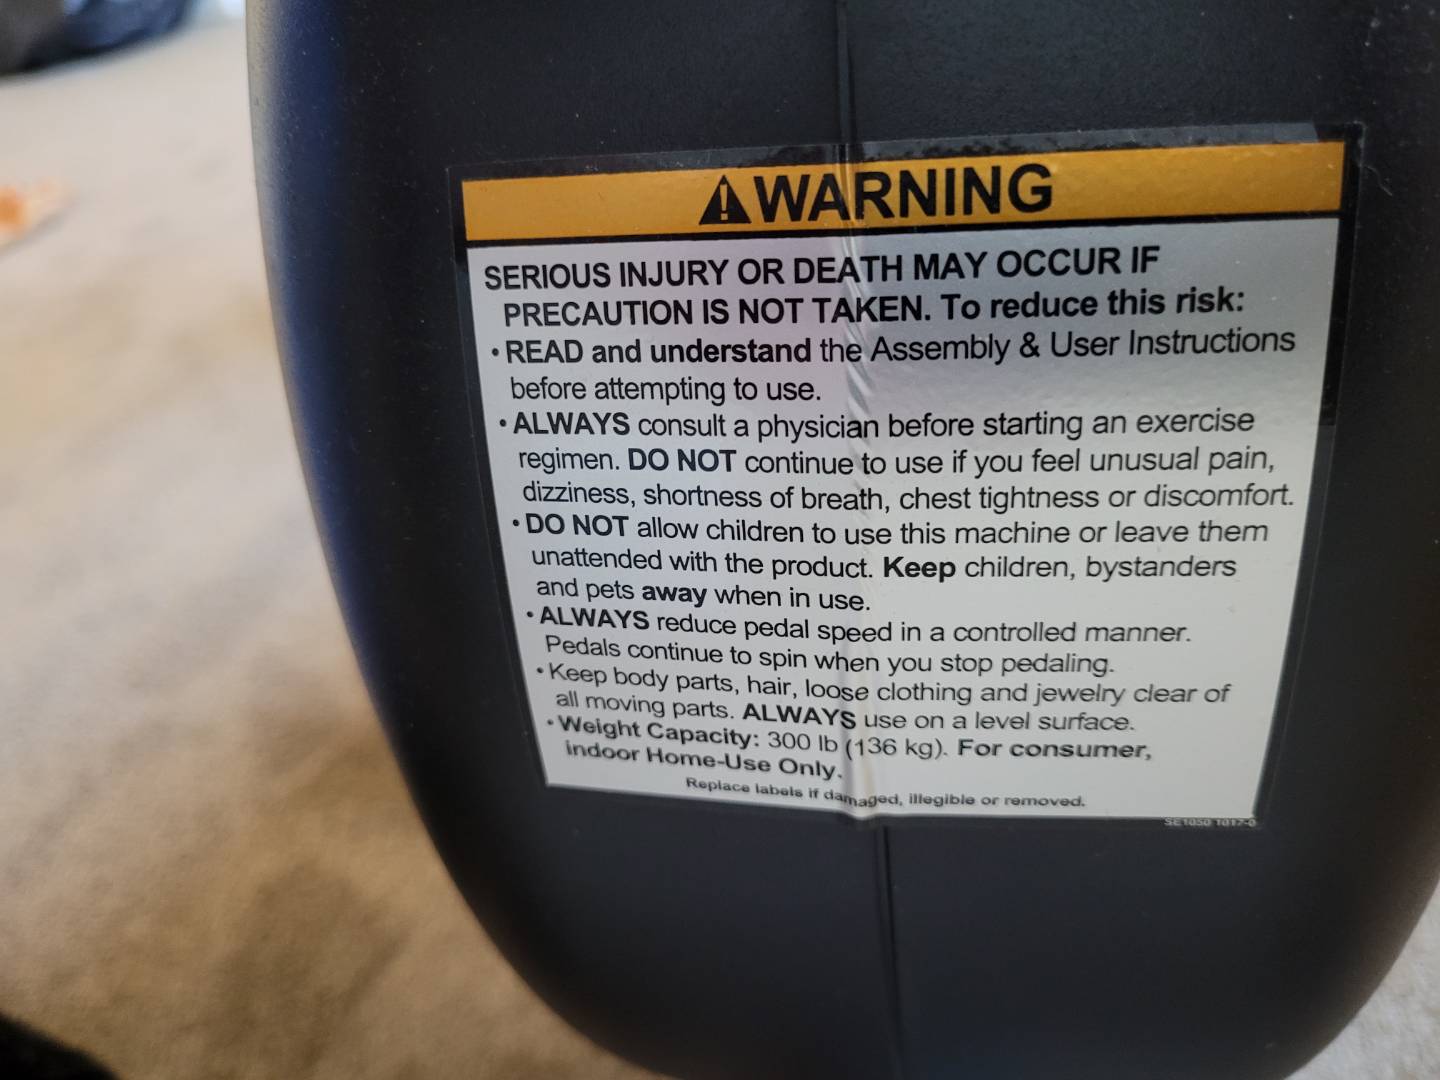 ⚠WARNING
SERIOUS INJURY OR DEATH MAY OCCUR IF
PRECAUTION IS NOT TAKEN. To reduce this risk:
• READ and understand the Assembly & User Instructions
before attempting to use.
• ALWAYS consult a physician before starting an exercise
regimen. DO NOT continue to use if you feel unusual pain,
dizziness, shortness of breath, chest tightness or discomfort.
• DO NOT allow children to use this machine or leave them
unattended with the product. Keep children, bystanders
and pets away when in use.
• ALWAYS reduce pedal speed in a controlled manner.
Pedals continue to spin when you stop pedaling.
• Keep body parts, hair, loose clothing and jewelry clear of
all moving parts. ALWAYS use on a level surface.
• Weight Capacity: 300 lb (136 kg). For consumer,
Indoor Home-Use Only.
Replace labels if damaged, illegible or removed.
SE1050 1017-0